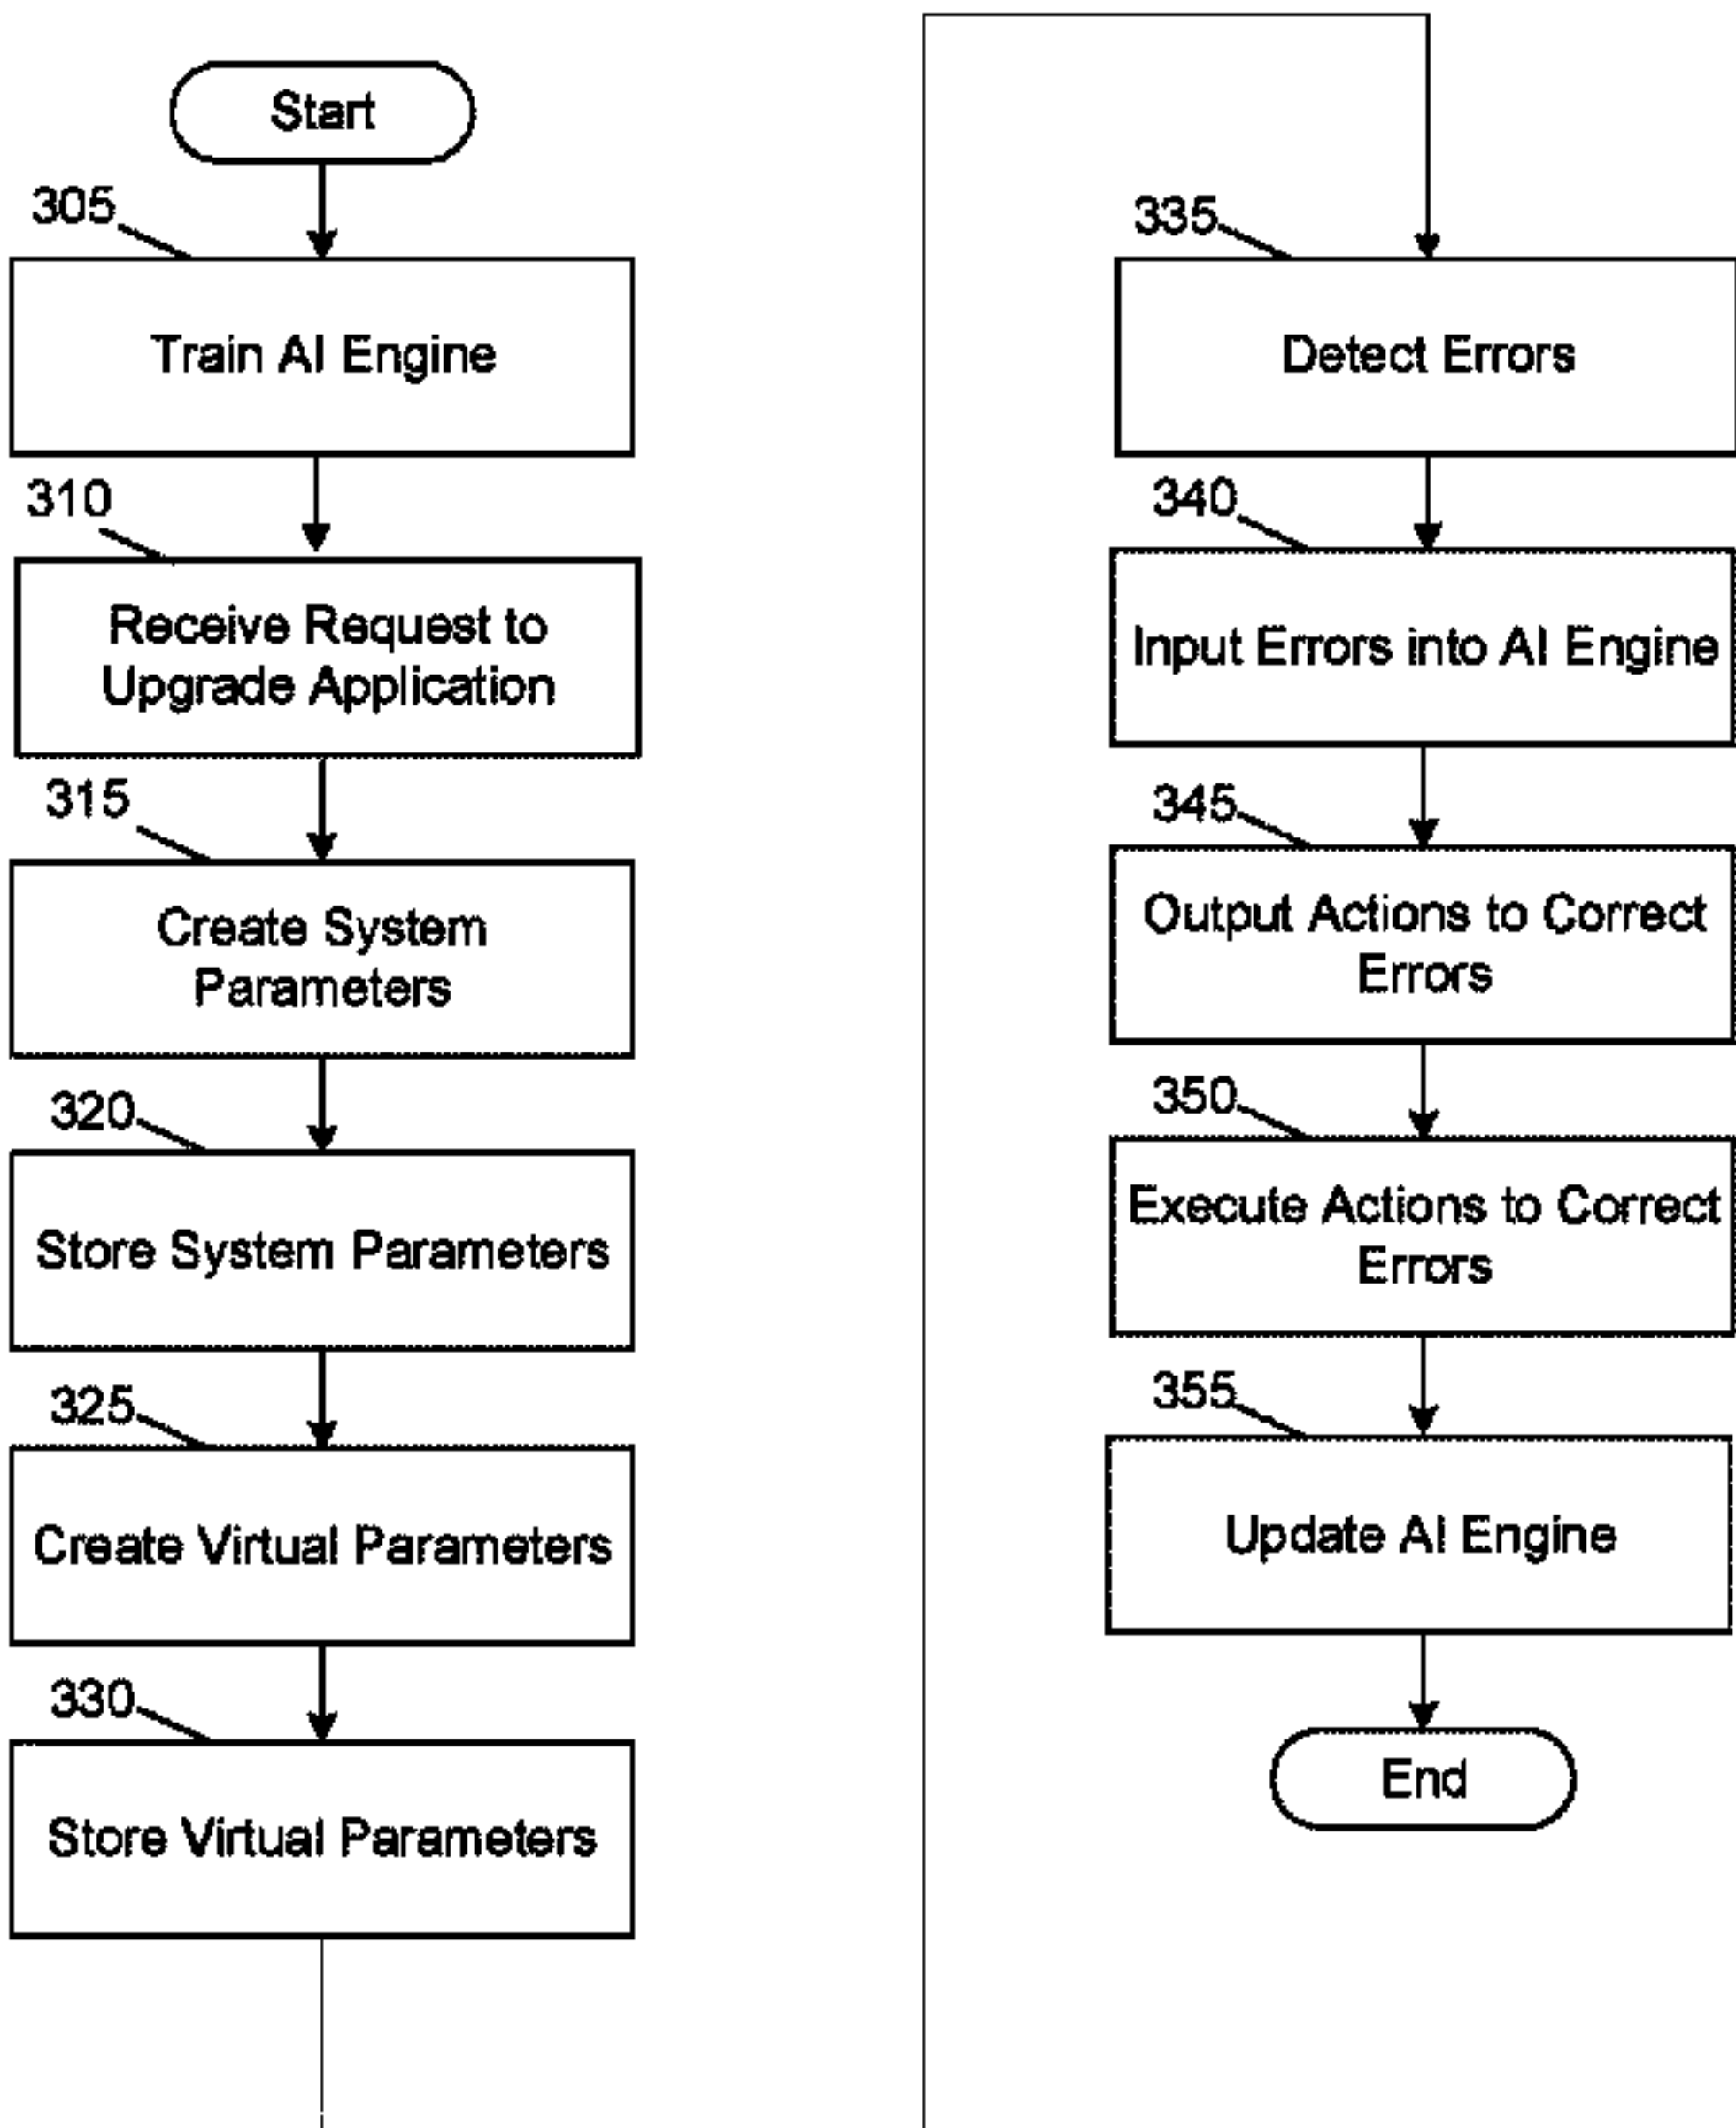 Start
305
Train AI Engine
310
Receive Request to
Upgrade Application
315
Create System
Parameters
320
Store System Parameters
325
Create Virtual Parameters
330
Store Virtual Parameters
335
Detect Errors
340
Input Errors into AI Engine
345
Output Actions to Correct
Errors
350
Execute Actions to Correct
Errors
355
Update AI Engine
End